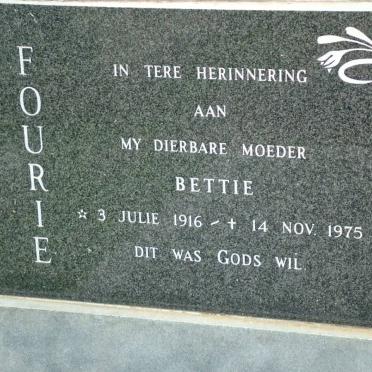 FOURIE
IN TERE HERINNERING
AAN
MY DIERBARE MOEDER
BETTIE
☆ 3 JULIE 1916 ~ ✝ 14 NOV. 1975
DIT WAS GODS WIL